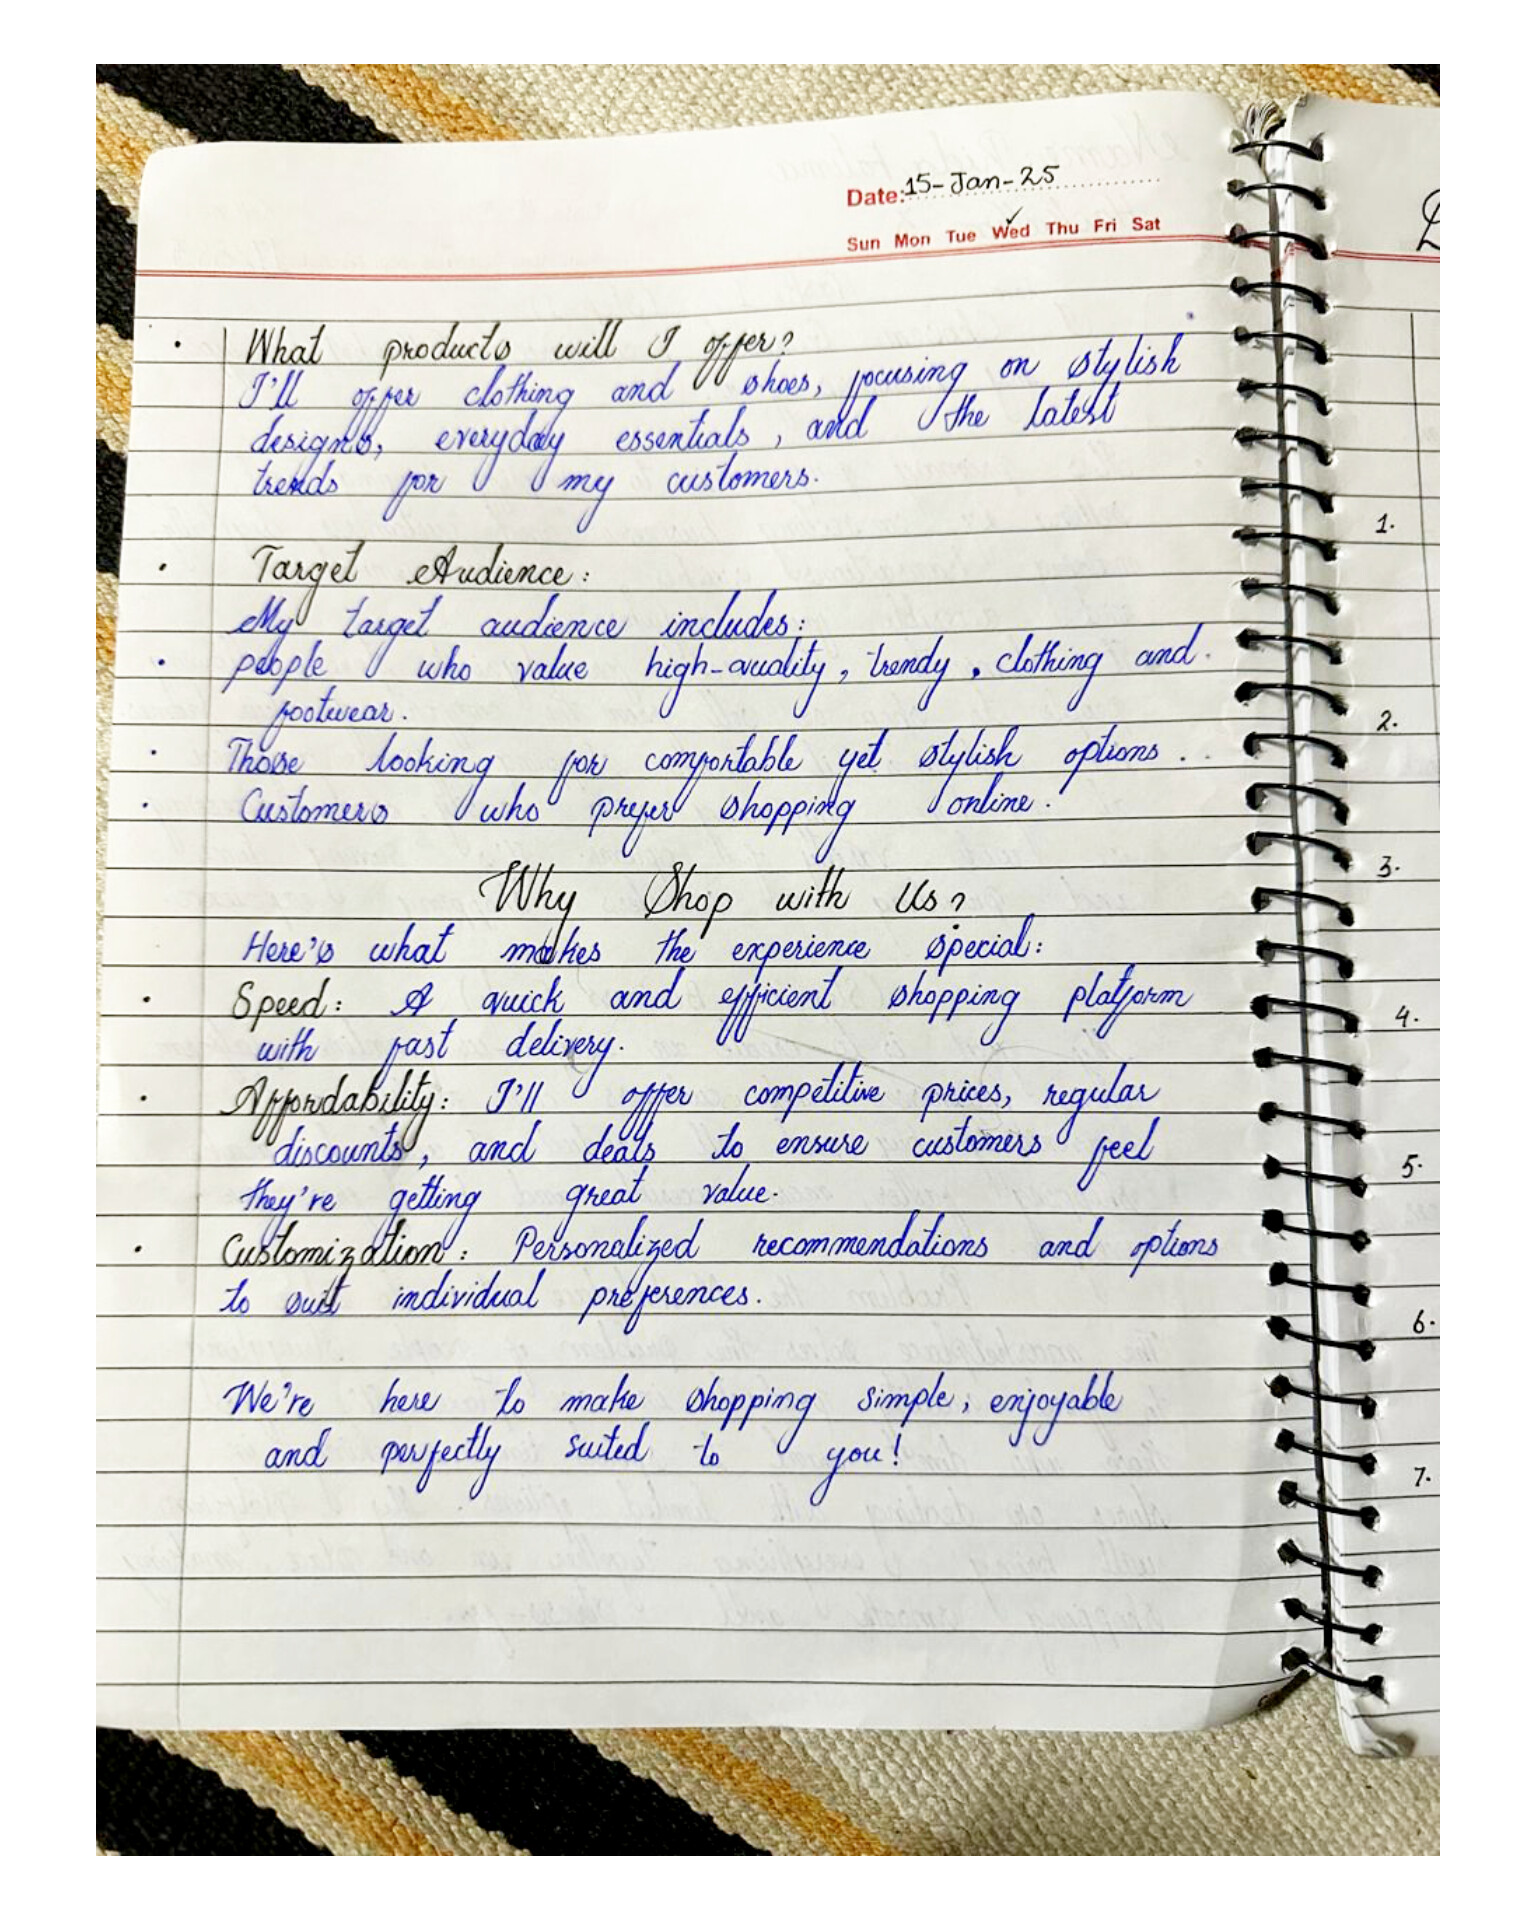 Date: 15-Jan-25
Sun Mon Tue Wed Thu Fri Sat
• What products will I offer?
I'll offer clothing and shoes, focusing on stylish
designs, everyday essentials, and the latest
trends for my customers.
• Target Audience:
My target audience includes:
• people who value high-quality, trendy, clothing and
footwear.
• Those looking for comfortable yet stylish options.
• Customers who prefer shopping online.
Why Shop with Us?
Here's what makes the experience special:
• Speed: A quick and efficient shopping platform
with fast delivery.
• Affordability: I'll offer competitive prices, regular
discounts, and deals to ensure customers feel
they're getting great value.
• Customization: Personalized recommendations and options
to suit individual preferences.
We're here to make shopping simple, enjoyable
and perfectly suited to you!
1.
2.
3.
4.
5.
6.
7.